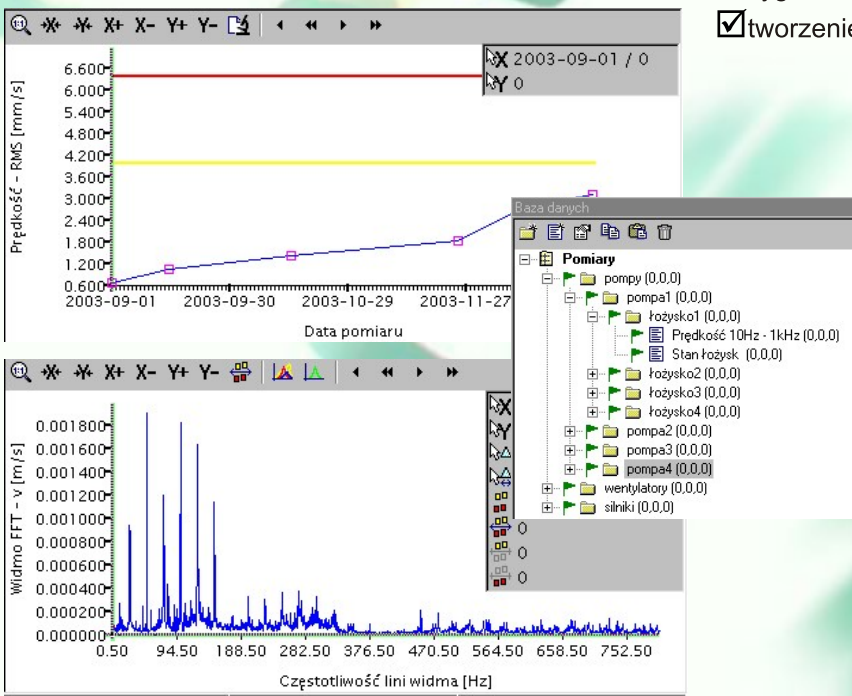 tworzenie
1:1 X Y X+ X- Y+ Y-
X 2003-09-01 / 0
Y 0
6.600
6.000
5.400
4.800
4.200
3.600
3.000
2.400
1.800
1.200
0.600
Prędkość - RMS [mm/s]
2003-09-01 2003-09-30 2003-10-29 2003-11-27
Data pomiaru
Baza danych
Pomiary
pompy (0,0,0)
pompa1 (0,0,0)
łożysko1 (0,0,0)
Prędkość 10Hz - 1kHz (0,0,0)
Stan łożysk (0,0,0)
łożysko2 (0,0,0)
łożysko3 (0,0,0)
łożysko4 (0,0,0)
pompa2 (0,0,0)
pompa3 (0,0,0)
pompa4 (0,0,0)
wentylatory (0,0,0)
silniki (0,0,0)
1:1 X Y X+ X- Y+ Y-
X
Y
0
0
0
0.001800
0.001600
0.001400
0.001200
0.001000
0.000800
0.000600
0.000400
0.000200
0.000000
Widmo FFT - v [m/s]
0.50 94.50 188.50 282.50 376.50 470.50 564.50 658.50 752.50
Częstotliwość lini widma [Hz]